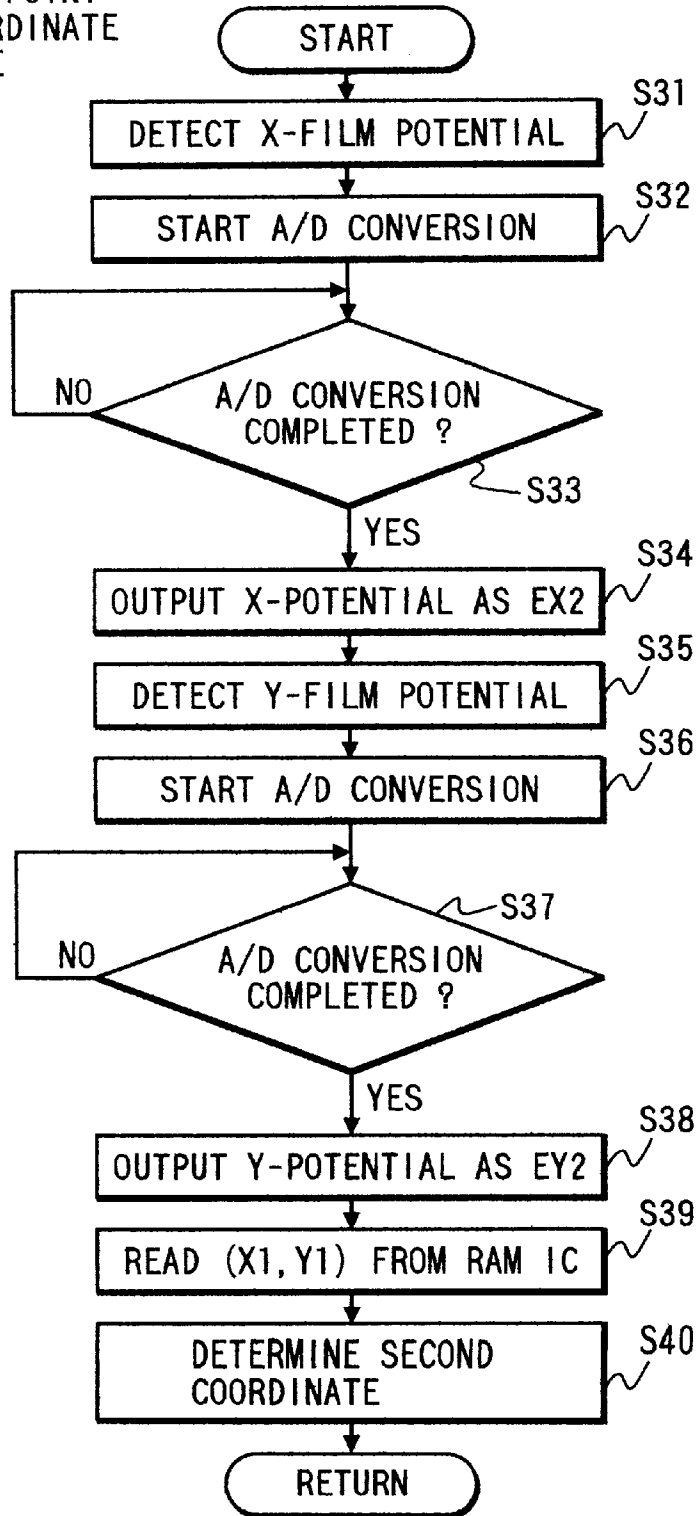 RDINATE
START
S31
DETECT X-FILM POTENTIAL
S32
START A/D CONVERSION
NO
A/D CONVERSION
COMPLETED ?
S33
YES
S34
OUTPUT X-POTENTIAL AS EX2
S35
DETECT Y-FILM POTENTIAL
S36
START A/D CONVERSION
S37
NO
A/D CONVERSION
COMPLETED ?
YES
S38
OUTPUT Y-POTENTIAL AS EY2
S39
READ (X1,Y1) FROM RAM IC
S40
DETERMINE SECOND
COORDINATE
RETURN